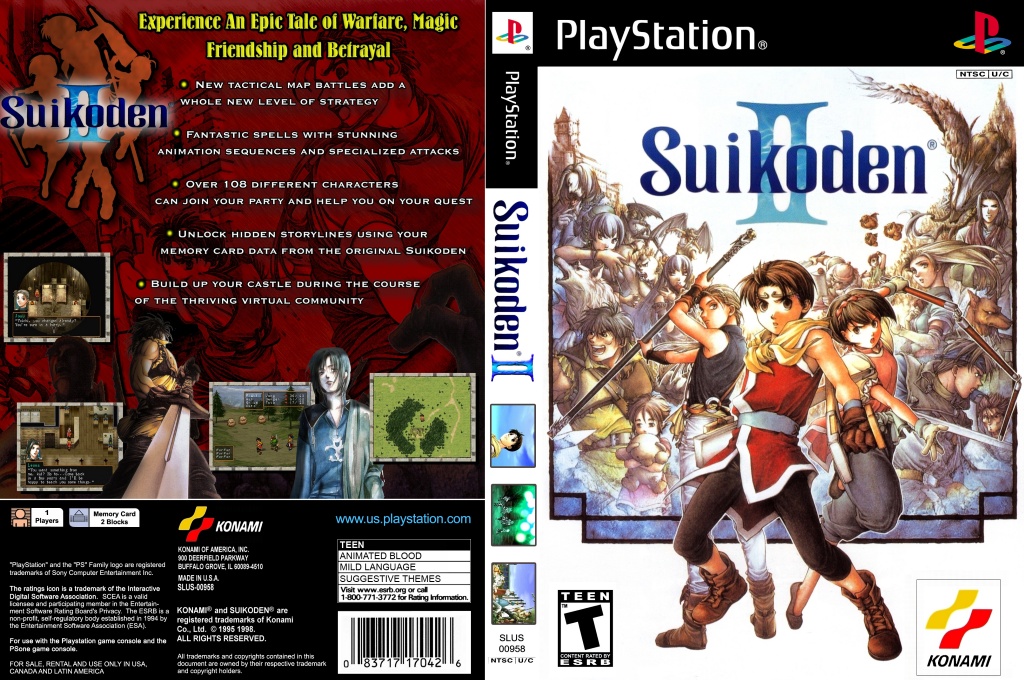 Experience An Epic Tale of Warfare, Magic
Friendship and Betrayal
Suikoden
II
New tactical map battles add a
whole new level of strategy
Fantastic spells with stunning
animation sequences and specialized attacks
Over 108 different characters
can join your party and help you on your quest
Unlock hidden storylines using your
memory card data from the original Suikoden
Build up your castle during the course
of the thriving virtual community
1
Players
Memory Card
2 Blocks
KONAMI
www.us.playstation.com
"PlayStation" and the "PS" Family logo are registered
trademarks of Sony Computer Entertainment Inc.
The ratings icon is a trademark of the Interactive
Digital Software Association. SCEA is a valid
licensee and participating member in the Entertain-
ment Software Rating Board's Privacy. The ESRB is a
non-profit, self-regulatory body established in 1994 by
the Entertainment Software Association (ESA).
For use with the Playstation game console and the
PSone game console.
FOR SALE, RENTAL AND USE ONLY IN USA,
CANADA AND LATIN AMERICA
KONAMI OF AMERICA, INC.
900 DEERFIELD PARKWAY
BUFFALO GROVE, IL 60089-4510
MADE IN U.S.A.
SLUS-00958
KONAMI® and SUIKODEN® are
registered trademarks of Konami
Co., Ltd. © 1995 1998.
ALL RIGHTS RESERVED.
All trademarks and copyrights contained in this
document are owned by their respective trademark
and copyright holders.
TEEN
ANIMATED BLOOD
MILD LANGUAGE
SUGGESTIVE THEMES
Visit www.esrb.org or call
1-800-771-3772 for Rating Information.
0 83717 17042 6
PlayStation®
Suikoden® II
SLUS
00958
NTSC U/C
PlayStation®
NTSC U/C
Suikoden®
II
TEEN
T
™
CONTENT RATED BY
ESRB
KONAMI